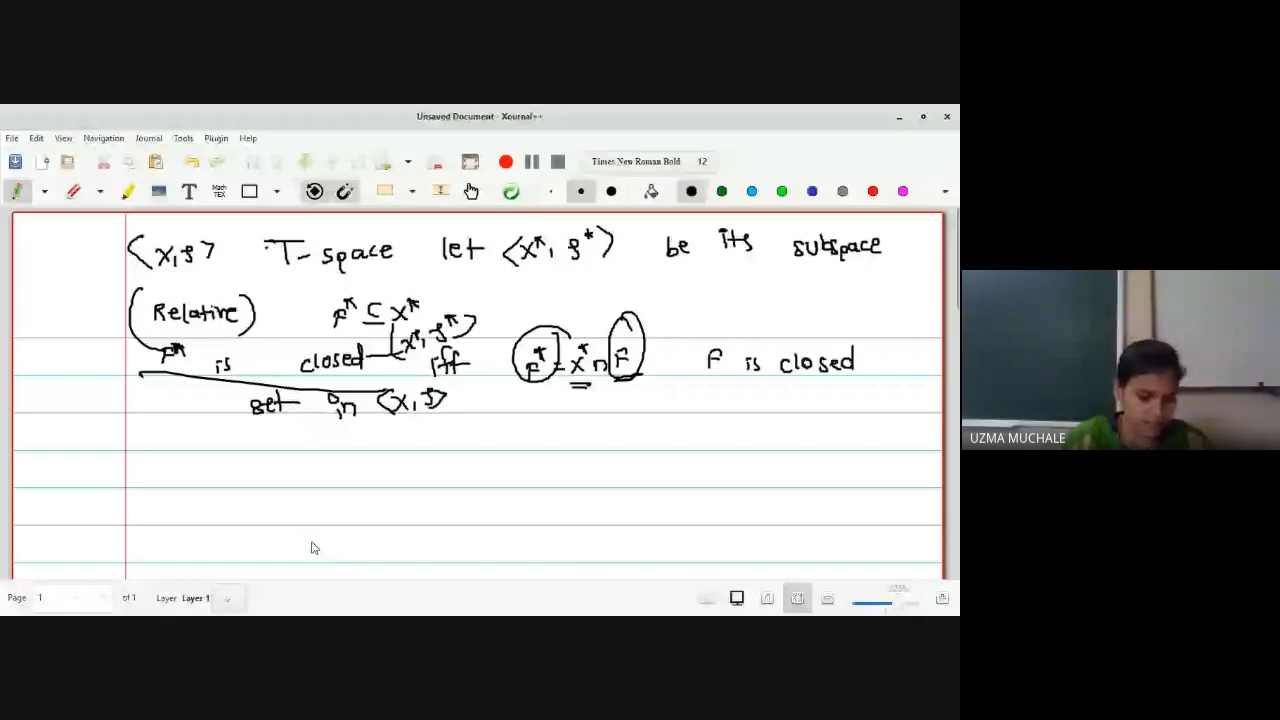 Unsaved Document - Xournal++
File Edit View Navigation Journal Tools Plugin Help
Times New Roman Bold 12
T
Math TEX
⟨X, ℑ⟩ T- space let ⟨X*, ℑ*⟩ be its subspace
(Relative) F* ⊆ X*
⟨X*, ℑ*⟩
F* is closed iff F* = X* ∩ F F is closed
set in ⟨X, ℑ⟩
UZMA MUCHALE
Page 1 of 1 Layer Layer 1